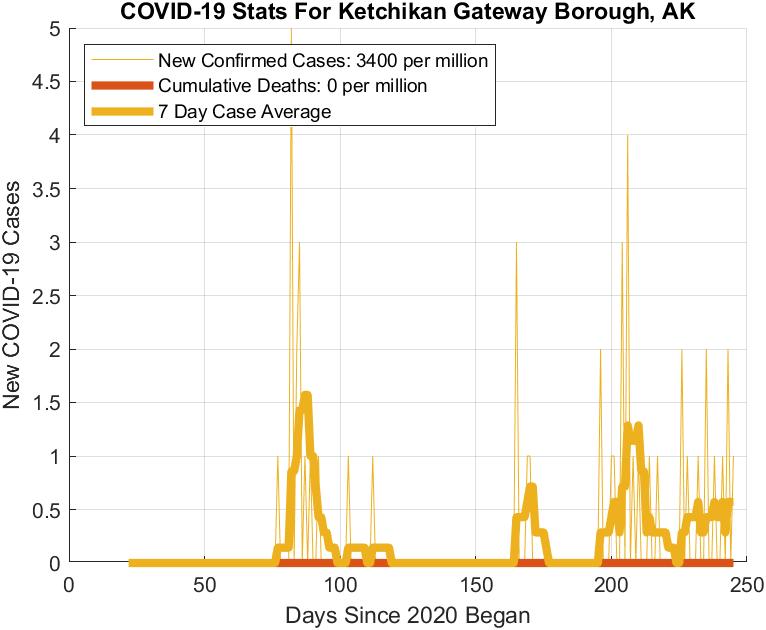 COVID-19 Stats For Ketchikan Gateway Borough, AK
New Confirmed Cases: 3400 per million
Cumulative Deaths: 0 per million
7 Day Case Average
New COVID-19 Cases
5
4.5
4
3.5
3
2.5
2
1.5
1
0.5
0
0 50 100 150 200 250
Days Since 2020 Began